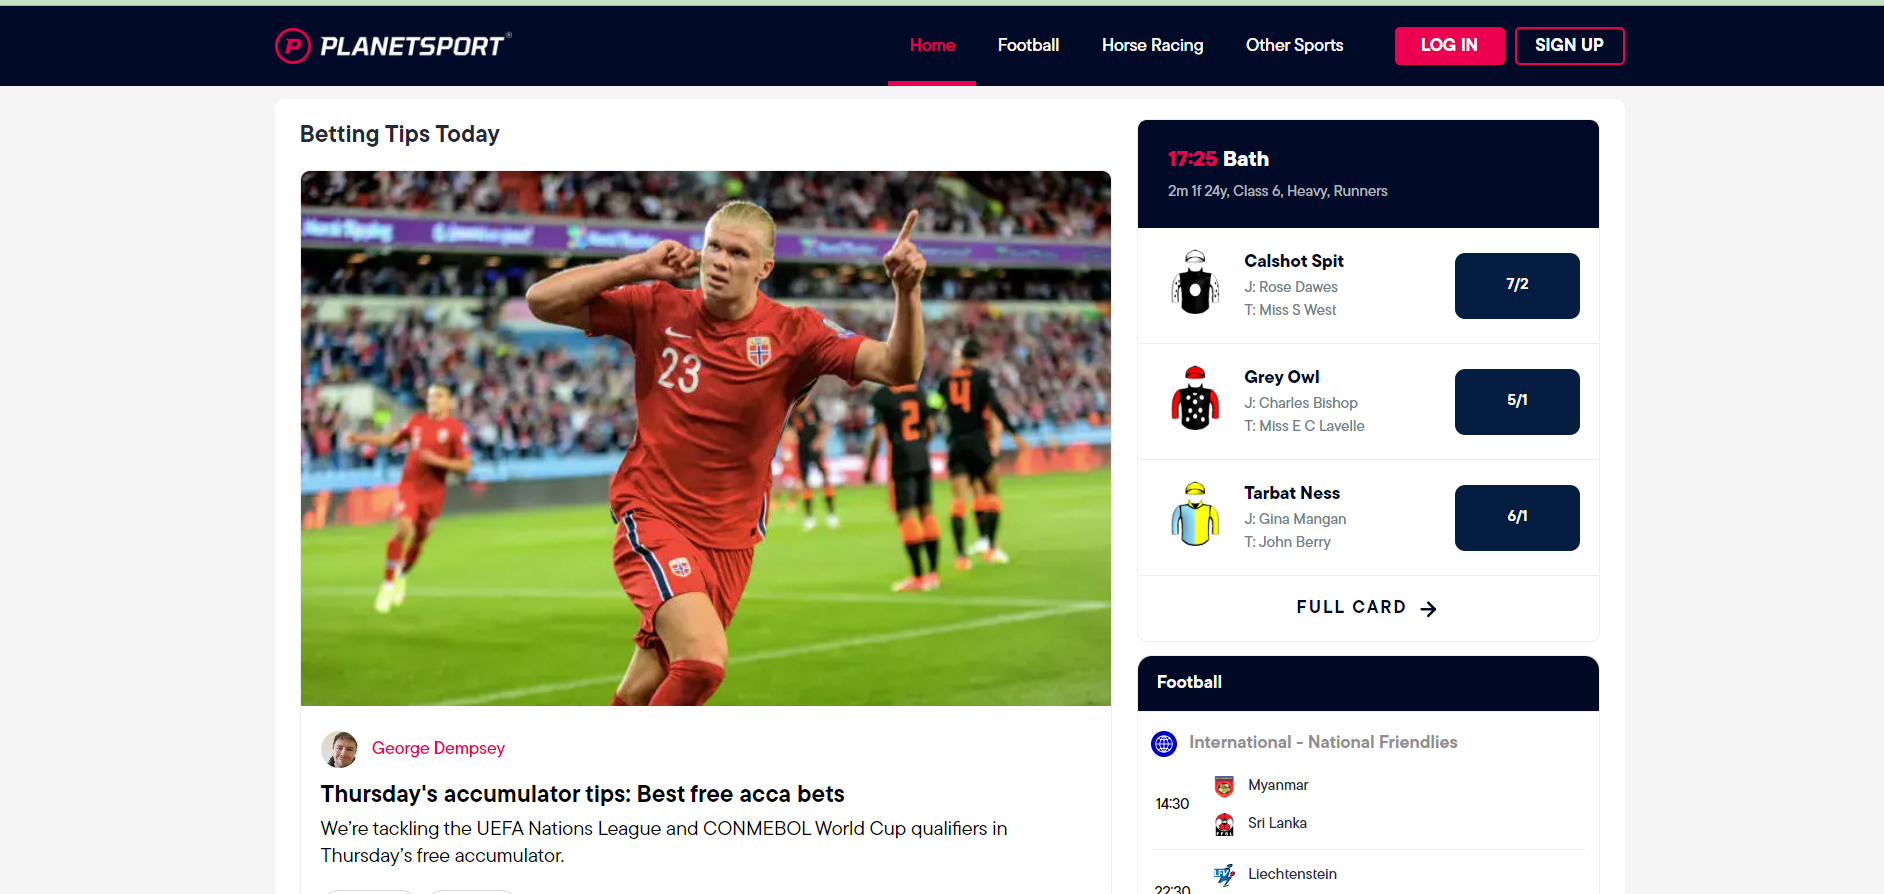 PLANETSPORT
Home
Football
Horse Racing
Other Sports
LOG IN
SIGN UP
Betting Tips Today
23
2
4
George Dempsey
Thursday's accumulator tips: Best free acca bets
We're tackling the UEFA Nations League and CONMEBOL World Cup qualifiers in
Thursday's free accumulator.
17:25 Bath
2m 1f 24y, Class 6, Heavy, Runners
Calshot Spit
J: Rose Dawes
T: Miss S West
7/2
Grey Owl
J: Charles Bishop
T: Miss E C Lavelle
5/1
Tarbat Ness
J: Gina Mangan
T: John Berry
6/1
FULL CARD
Football
International - National Friendlies
14:30
Myanmar
Sri Lanka
22:30
Liechtenstein